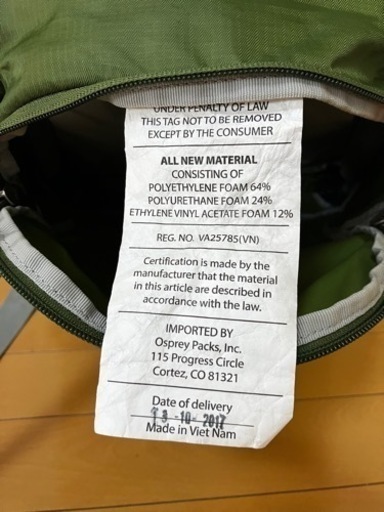 UNDER PENALTY OF LAW
THIS TAG NOT TO BE REMOVED
EXCEPT BY THE CONSUMER
ALL NEW MATERIAL
CONSISTING OF
POLYETHYLENE FOAM 64%
POLYURETHANE FOAM 24%
ETHYLENE VINYL ACETATE FOAM 12%
REG. NO. VA25785(VN)
Certification is made by the
manufacturer that the material
in this article are described in
accordance with the law.
IMPORTED BY
Osprey Packs, Inc.
115 Progress Circle
Cortez, CO 81321
Date of delivery
-10- 2017
Made in Viet Nam